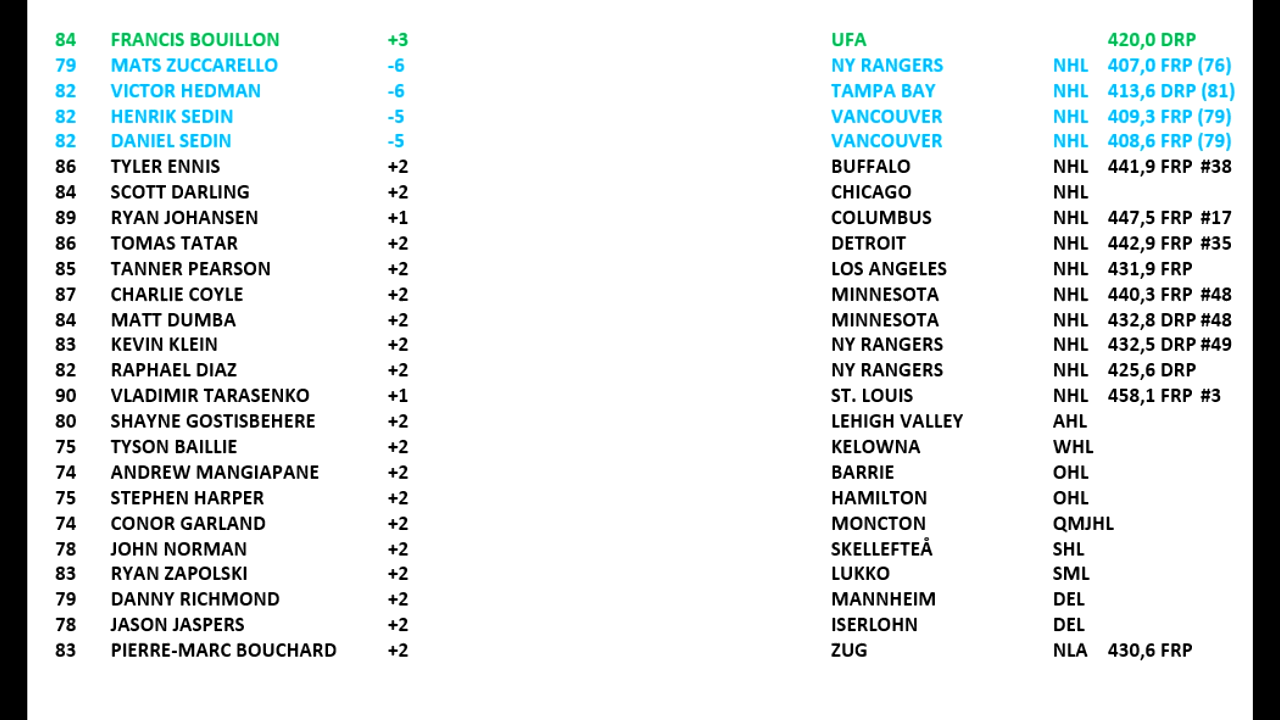 84 FRANCIS BOUILLON +3 UFA 420,0 DRP
79 MATS ZUCCARELLO -6 NY RANGERS NHL 407,0 FRP (76)
82 VICTOR HEDMAN -6 TAMPA BAY NHL 413,6 DRP (81)
82 HENRIK SEDIN -5 VANCOUVER NHL 409,3 FRP (79)
82 DANIEL SEDIN -5 VANCOUVER NHL 408,6 FRP (79)
86 TYLER ENNIS +2 BUFFALO NHL 441,9 FRP #38
84 SCOTT DARLING +2 CHICAGO NHL
89 RYAN JOHANSEN +1 COLUMBUS NHL 447,5 FRP #17
86 TOMAS TATAR +2 DETROIT NHL 442,9 FRP #35
85 TANNER PEARSON +2 LOS ANGELES NHL 431,9 FRP
87 CHARLIE COYLE +2 MINNESOTA NHL 440,3 FRP #48
84 MATT DUMBA +2 MINNESOTA NHL 432,8 DRP #48
83 KEVIN KLEIN +2 NY RANGERS NHL 432,5 DRP #49
82 RAPHAEL DIAZ +2 NY RANGERS NHL 425,6 DRP
90 VLADIMIR TARASENKO +1 ST. LOUIS NHL 458,1 FRP #3
80 SHAYNE GOSTISBEHERE +2 LEHIGH VALLEY AHL
75 TYSON BAILLIE +2 KELOWNA WHL
74 ANDREW MANGIAPANE +2 BARRIE OHL
75 STEPHEN HARPER +2 HAMILTON OHL
74 CONOR GARLAND +2 MONCTON QMJHL
78 JOHN NORMAN +2 SKELLEFTEÅ SHL
83 RYAN ZAPOLSKI +2 LUKKO SML
79 DANNY RICHMOND +2 MANNHEIM DEL
78 JASON JASPERS +2 ISERLOHN DEL
83 PIERRE-MARC BOUCHARD +2 ZUG NLA 430,6 FRP